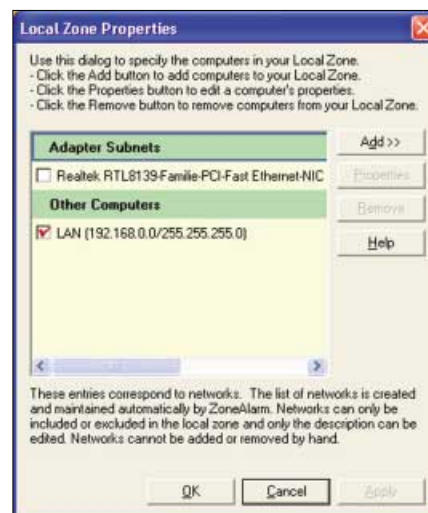 Local Zone Properties
Use this dialog to specify the computers in your Local Zone.
- Click the Add button to add computers to your Local Zone.
- Click the Properties button to edit a computer's properties.
- Click the Remove button to remove computers from your Local Zone.
Adapter Subnets
Realtek RTL8139-Familie-PCI-Fast Ethernet-NIC
Other Computers
LAN (192.168.0.0/255.255.255.0)
Add >>
Properties
Remove
Help
These entries correspond to networks. The list of networks is created
and maintained automatically by ZoneAlarm. Networks can only be
included or excluded in the local zone and only the description can be
edited. Networks cannot be added or removed by hand.
OK
Cancel
Apply